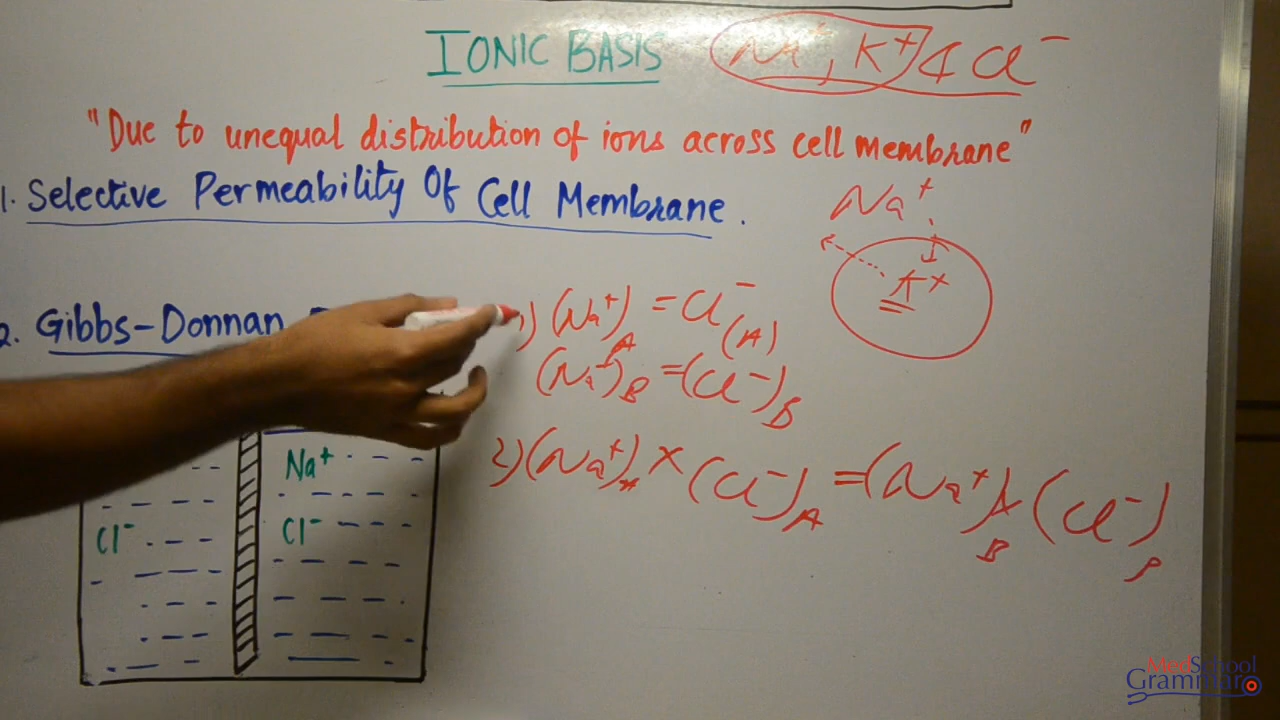 IONIC BASIS Na⁺, K⁺ & Cl⁻
"Due to unequal distribution of ions across cell membrane"
1. Selective Permeability Of Cell Membrane.
Na⁺
K⁺
2. Gibbs-Donnan
1) (Na⁺)A = Cl⁻(A)
(Na⁺)B = (Cl⁻)B
2) (Na⁺)A × (Cl⁻)A = (Na⁺)B × (Cl⁻)B
Na⁺
Cl⁻ Cl⁻
MedSchool
Grammar